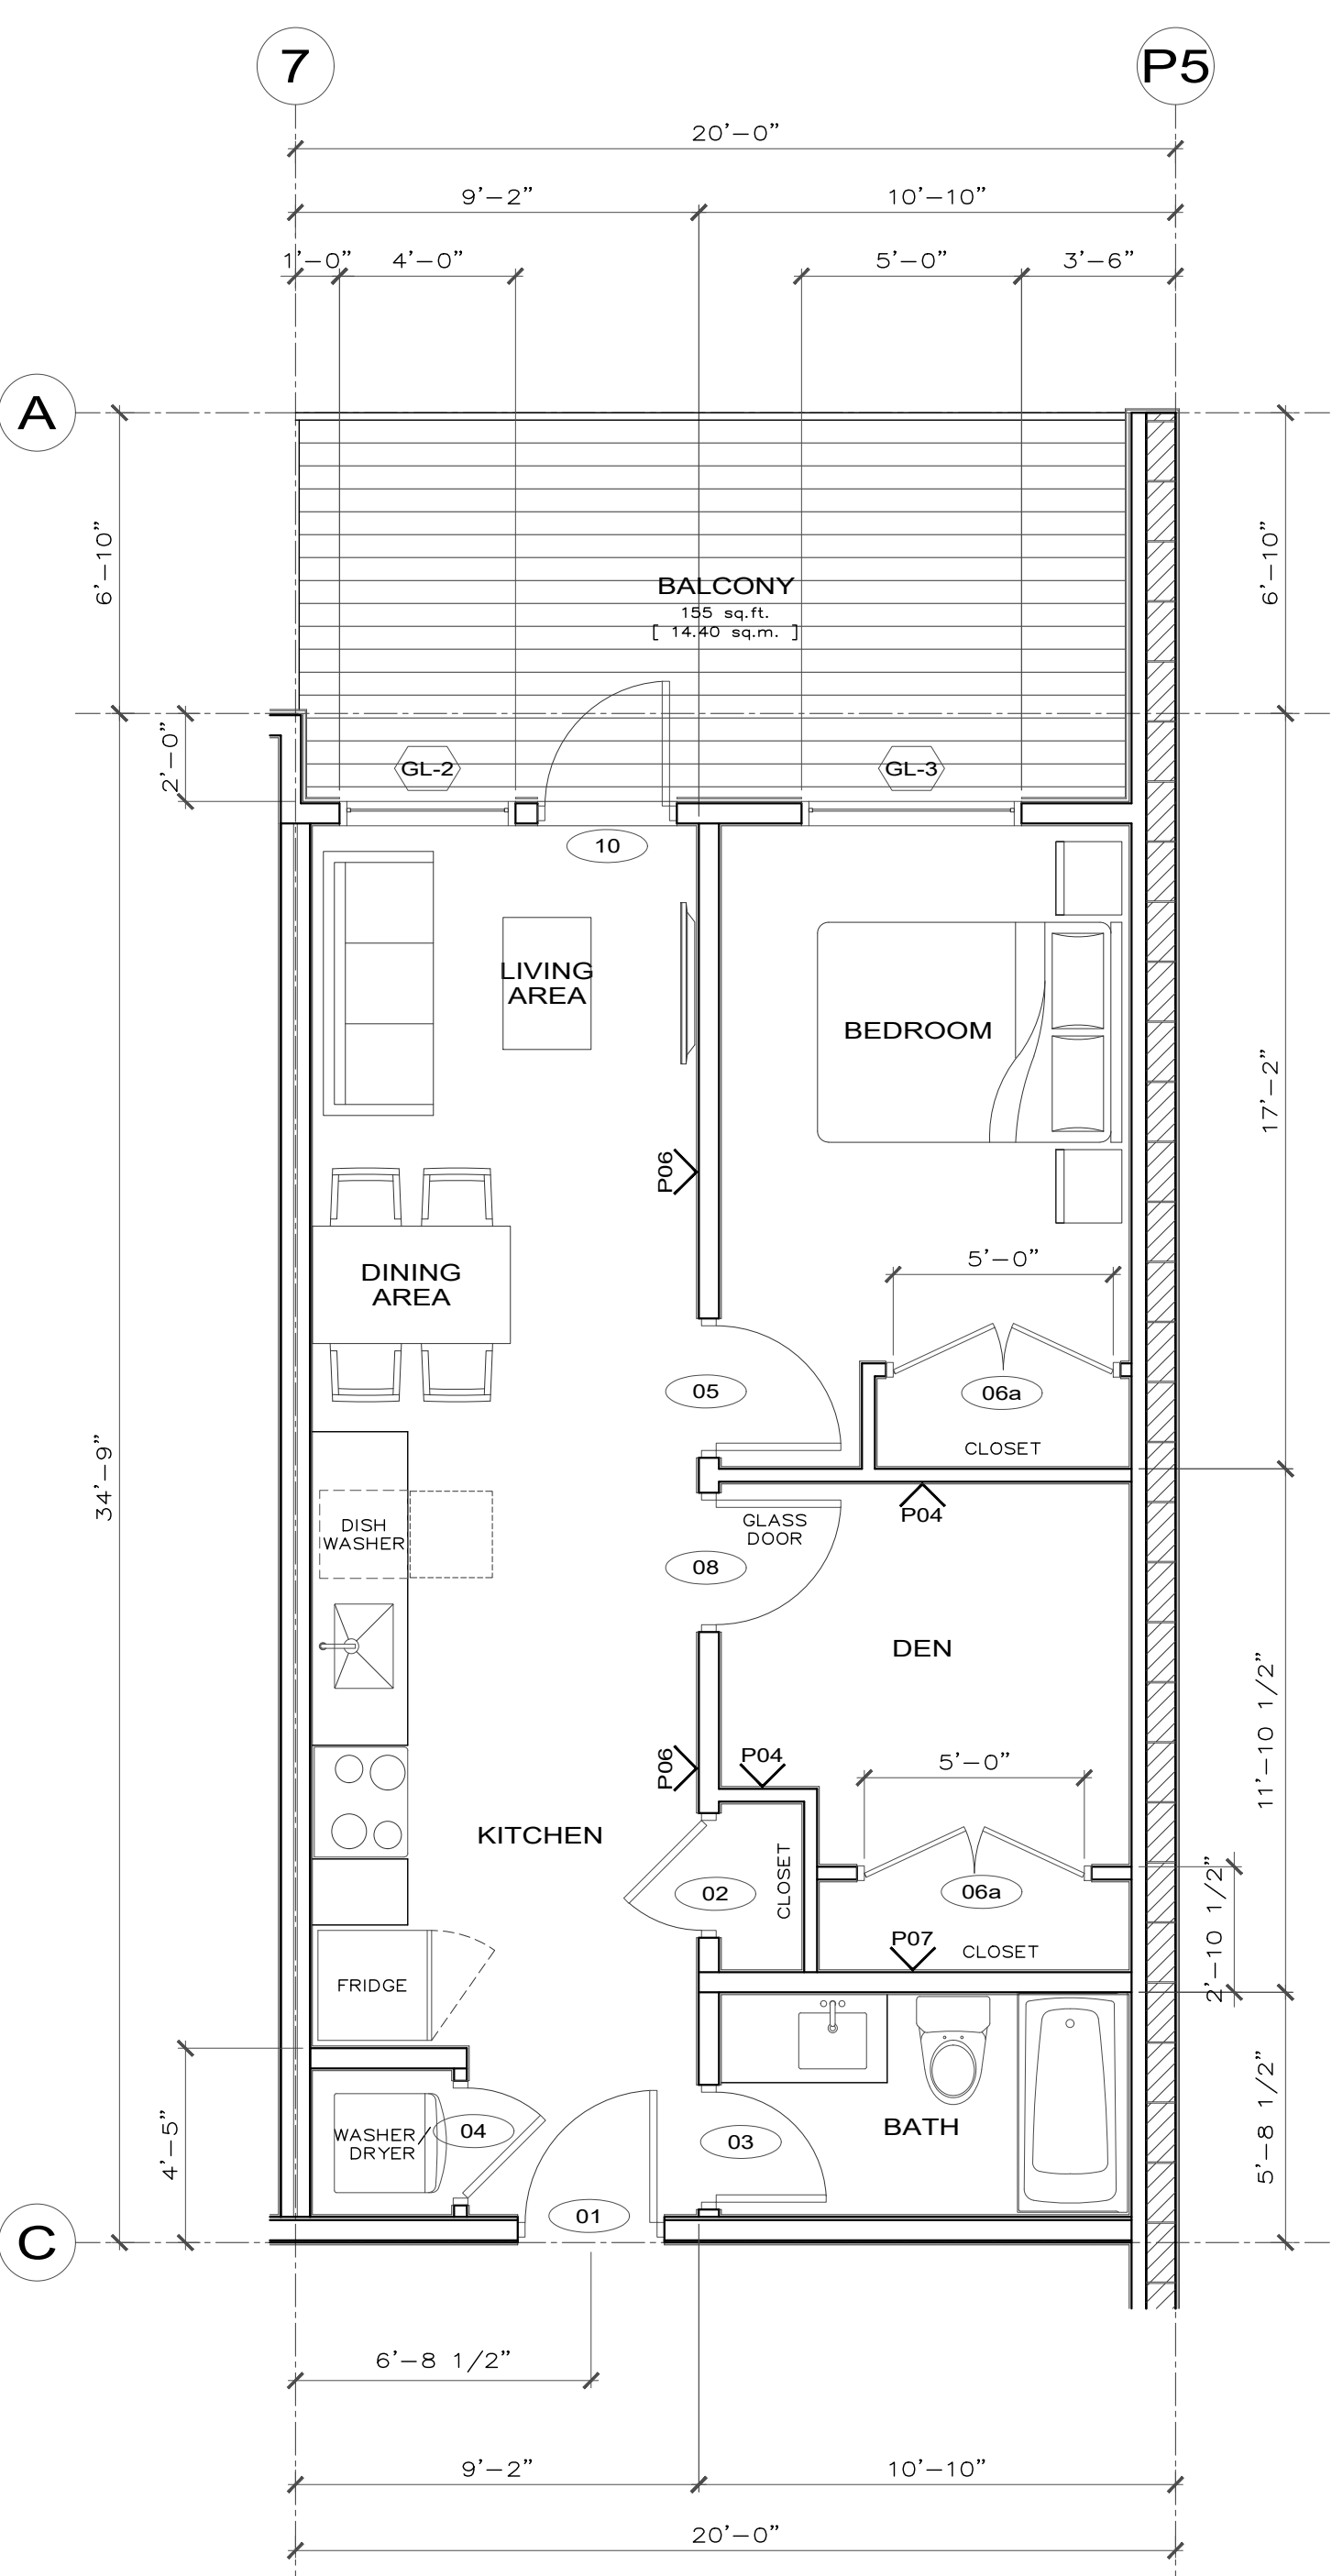 7
P5
20’-0”
9’-2”
10’-10”
1’-0”
4’-0”
5’-0”
3’-6”
A
6’-10”
6’-10”
BALCONY
155 sq.ft.
[ 14.40 sq.m. ]
2’-0”
GL-2
GL-3
10
LIVING
AREA
BEDROOM
17’-2”
P06
DINING
AREA
5’-0”
05
06a
CLOSET
34’-9”
P04
DISH
WASHER
GLASS
DOOR
08
DEN
11’-10 1/2”
P06
P04
5’-0”
KITCHEN
CLOSET
02
06a
2’-10 1/2”
P07
CLOSET
FRIDGE
4’-5”
WASHER/
DRYER
04
03
BATH
5’-8 1/2”
01
C
6’-8 1/2”
9’-2”
10’-10”
20’-0”